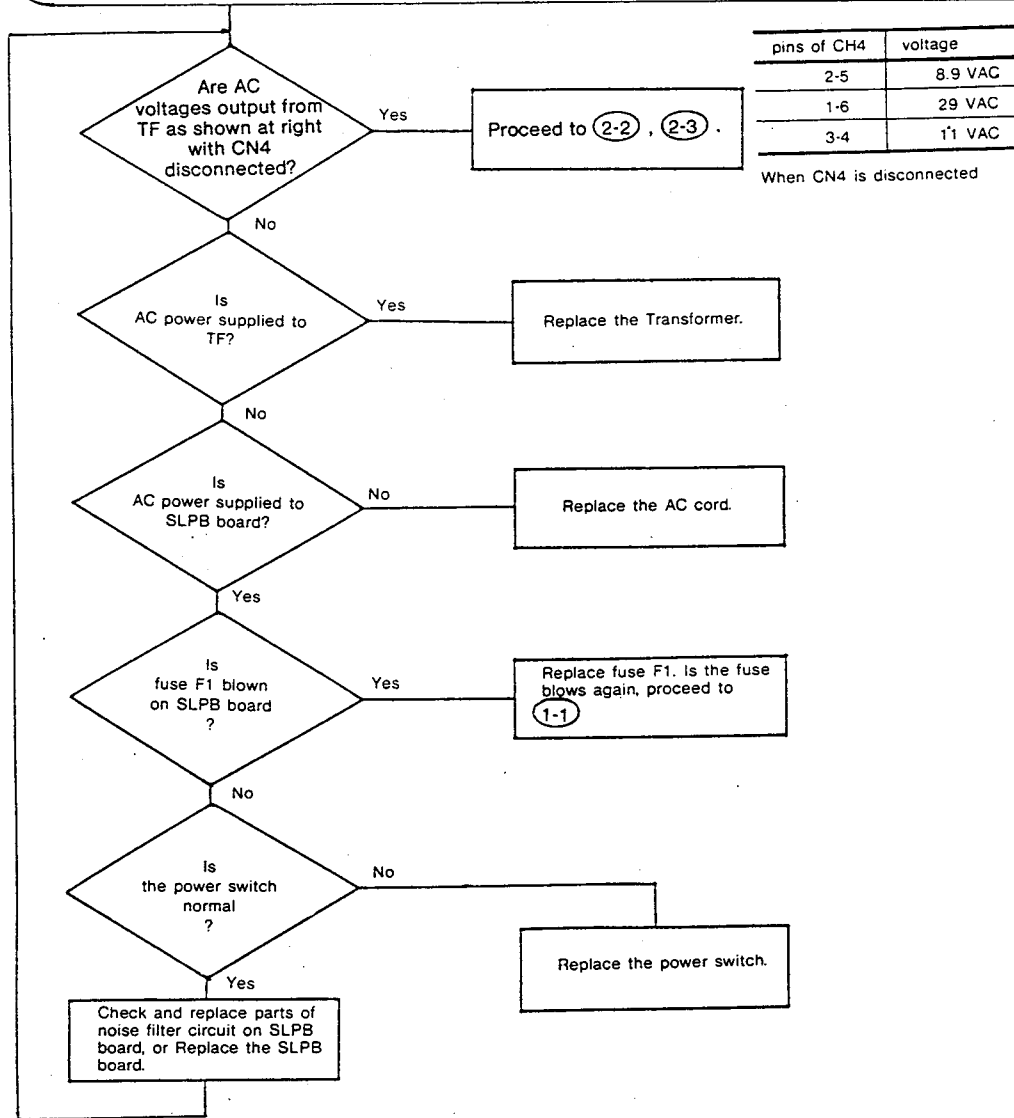 Are AC
voltages output from
TF as shown at right
with CN4
disconnected?
Yes
Proceed to 2-2 , 2-3 .
pins of CH4 voltage
2-5 8.9 VAC
1-6 29 VAC
3-4 11 VAC
When CN4 is disconnected
No
Is
AC power supplied to
TF?
Yes
Replace the Transformer.
No
Is
AC power supplied to
SLPB board?
No
Replace the AC cord.
Yes
Is
fuse F1 blown
on SLPB board
?
Yes
Replace fuse F1. Is the fuse
blows again, proceed to
1-1
No
Is
the power switch
normal
?
No
Replace the power switch.
Yes
Check and replace parts of
noise filter circuit on SLPB
board, or Replace the SLPB
board.